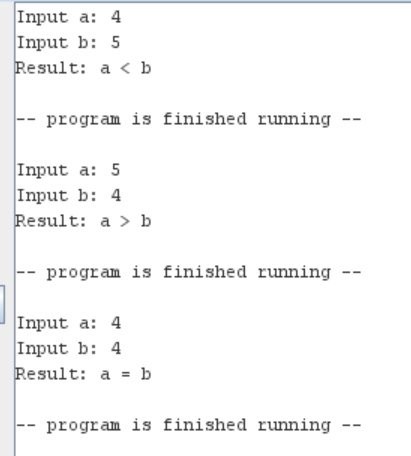 Input a: 4
Input b: 5
Result: a < b
-- program is finished running --
Input a: 5
Input b: 4
Result: a > b
-- program is finished running --
Input a: 4
Input b: 4
Result: a = b
-- program is finished running --